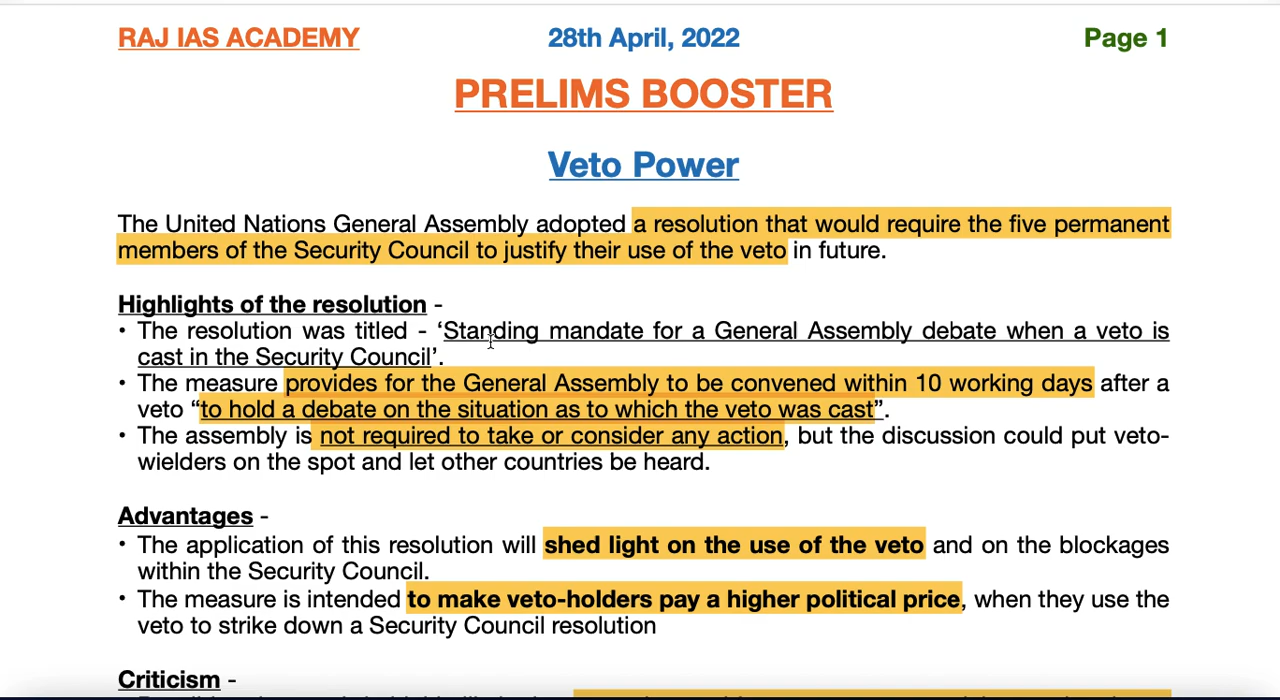 RAJ IAS ACADEMY 28th April, 2022 Page 1
PRELIMS BOOSTER
Veto Power
The United Nations General Assembly adopted a resolution that would require the five permanent
members of the Security Council to justify their use of the veto in future.
Highlights of the resolution -
• The resolution was titled - ‘Standing mandate for a General Assembly debate when a veto is
cast in the Security Council’.
• The measure provides for the General Assembly to be convened within 10 working days after a
veto “to hold a debate on the situation as to which the veto was cast”.
• The assembly is not required to take or consider any action, but the discussion could put veto-
wielders on the spot and let other countries be heard.
Advantages -
• The application of this resolution will shed light on the use of the veto and on the blockages
within the Security Council.
• The measure is intended to make veto-holders pay a higher political price, when they use the
veto to strike down a Security Council resolution
Criticism -